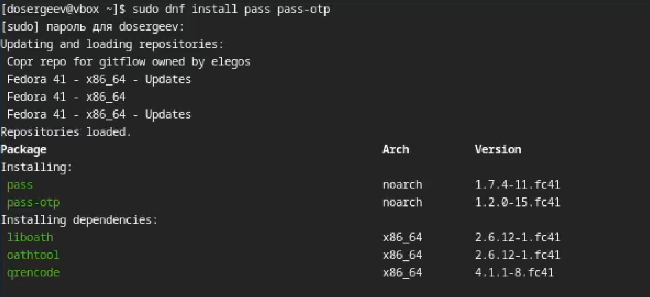 [dosergeev@vbox ~]$ sudo dnf install pass pass-otp
[sudo] пароль для dosergeev:
Updating and loading repositories:
Copr repo for gitflow owned by elegos
Fedora 41 - x86_64 - Updates
Fedora 41 - x86_64
Fedora 41 - x86_64 - Updates
Repositories loaded.
Package Arch Version
Installing:
pass noarch 1.7.4-11.fc41
pass-otp noarch 1.2.0-15.fc41
Installing dependencies:
liboath x86_64 2.6.12-1.fc41
oathtool x86_64 2.6.12-1.fc41
qrencode x86_64 4.1.1-8.fc41